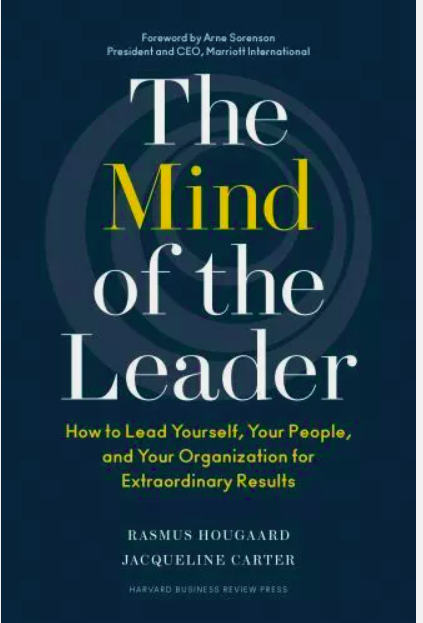 Foreword by Arne Sorenson
President and CEO, Marriott International
The
Mind
of the
Leader
How to Lead Yourself, Your People,
and Your Organization for
Extraordinary Results
RASMUS HOUGAARD
JACQUELINE CARTER
HARVARD BUSINESS REVIEW PRESS